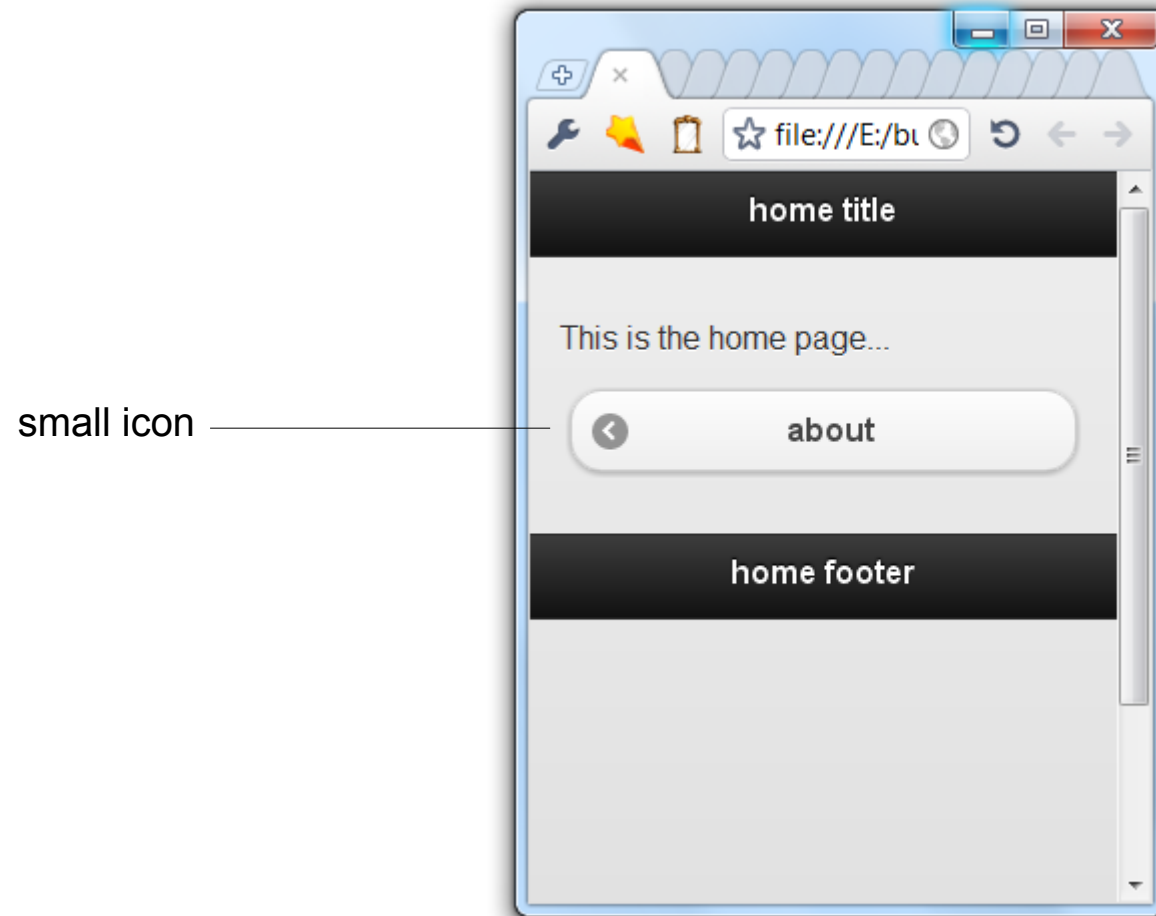 file:///E:/bu
home title
This is the home page...
small icon
about
home footer